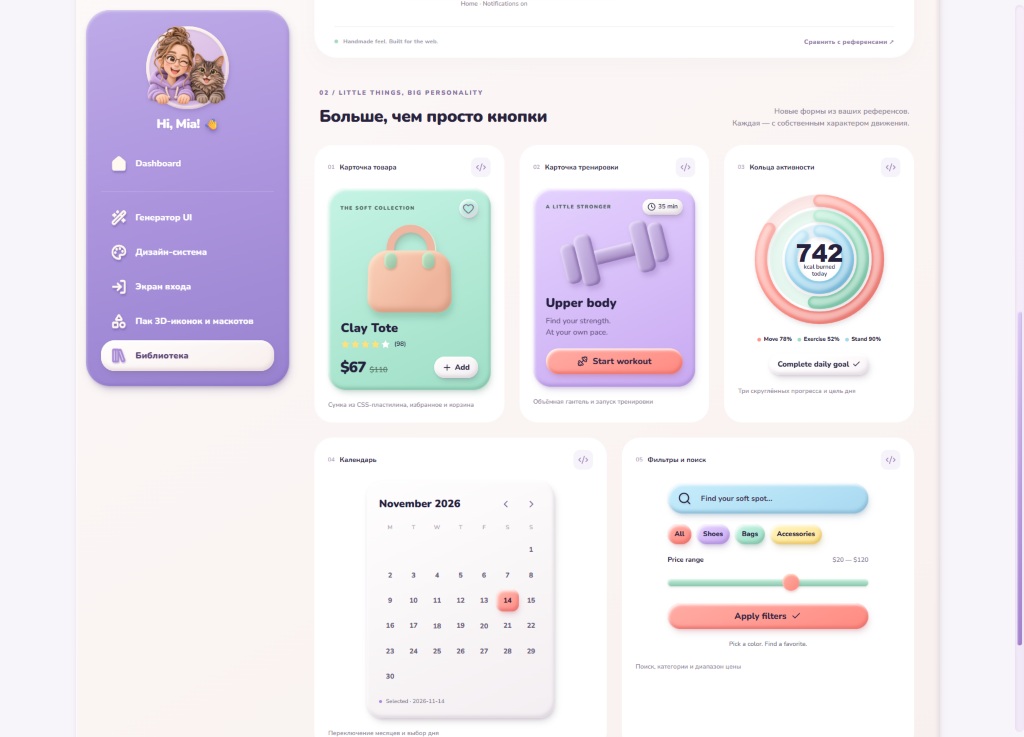 Home · Notifications on
Handmade feel. Built for the web.
Сравнить с референсами ↗
Hi, Mia! 👋
Dashboard
Генератор UI
Дизайн-система
Экран входа
Пак 3D-иконок и маскотов
Библиотека
02 / LITTLE THINGS, BIG PERSONALITY
Больше, чем просто кнопки
Новые формы из ваших референсов.
Каждая — с собственным характером движения.
01 Карточка товара </>
THE SOFT COLLECTION
Clay Tote
(98)
$67 $110
+ Add
Сумка из CSS-пластилина, избранное и корзина
02 Карточка тренировки </>
A LITTLE STRONGER
35 min
Upper body
Find your strength.
At your own pace.
Start workout
Объёмная гантель и запуск тренировки
03 Кольца активности </>
742
kcal burned
today
Move 78% Exercise 52% Stand 90%
Complete daily goal ✓
Три скруглённых прогресса и цель дня
04 Календарь </>
November 2026
M T W T F S S
1
2 3 4 5 6 7 8
9 10 11 12 13 14 15
16 17 18 19 20 21 22
23 24 25 26 27 28 29
30
Selected · 2026-11-14
Переключение месяцев и выбор дня
05 Фильтры и поиск </>
Find your soft spot...
All Shoes Bags Accessories
Price range $20 — $120
Apply filters ✓
Pick a color. Find a favorite.
Поиск, категории и диапазон цены